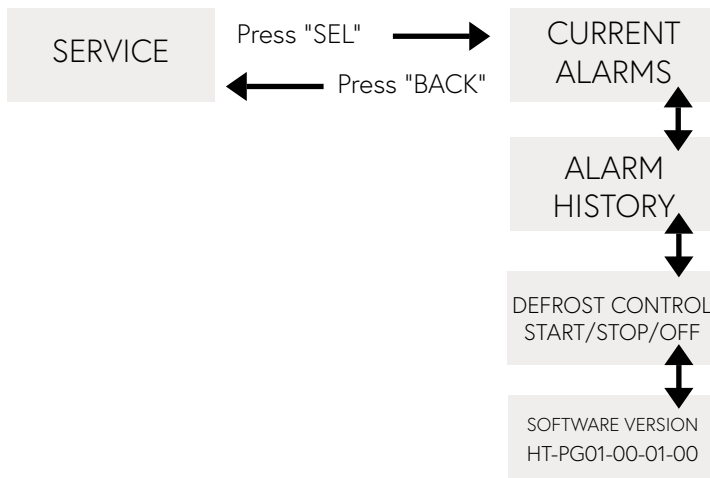 SERVICE
Press "SEL"
Press "BACK"
CURRENT
ALARMS
ALARM
HISTORY
DEFROST CONTROL
START/STOP/OFF
SOFTWARE VERSION
HT-PG01-00-01-00